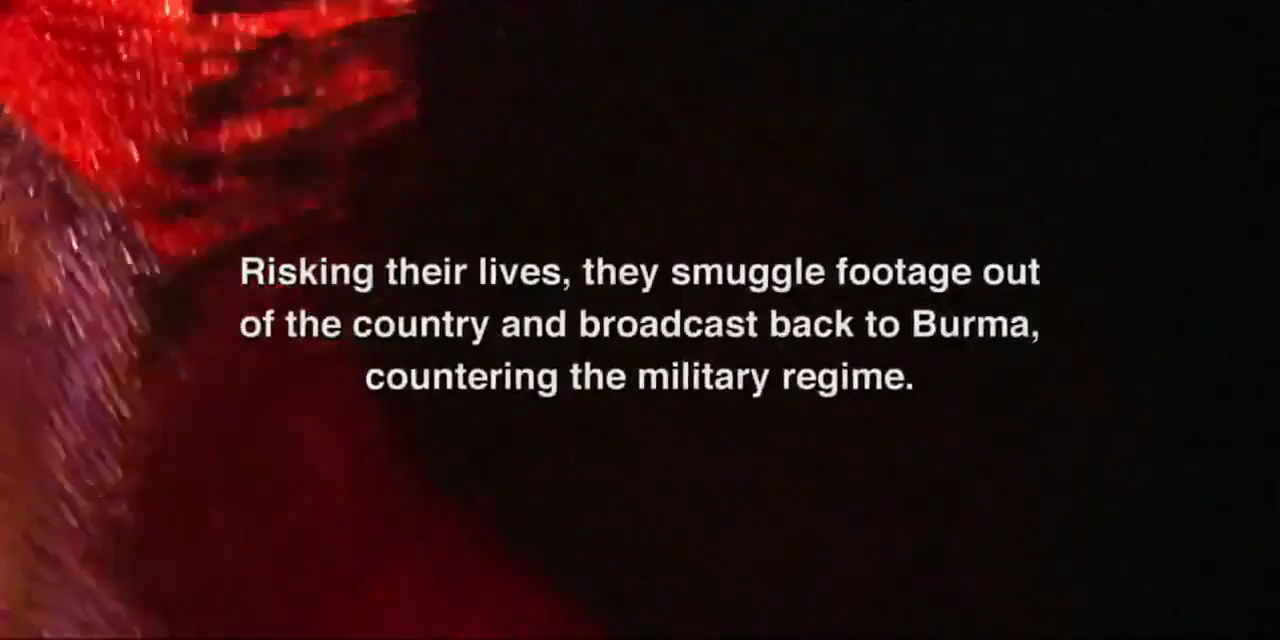 Risking their lives, they smuggle footage out
of the country and broadcast back to Burma,
countering the military regime.